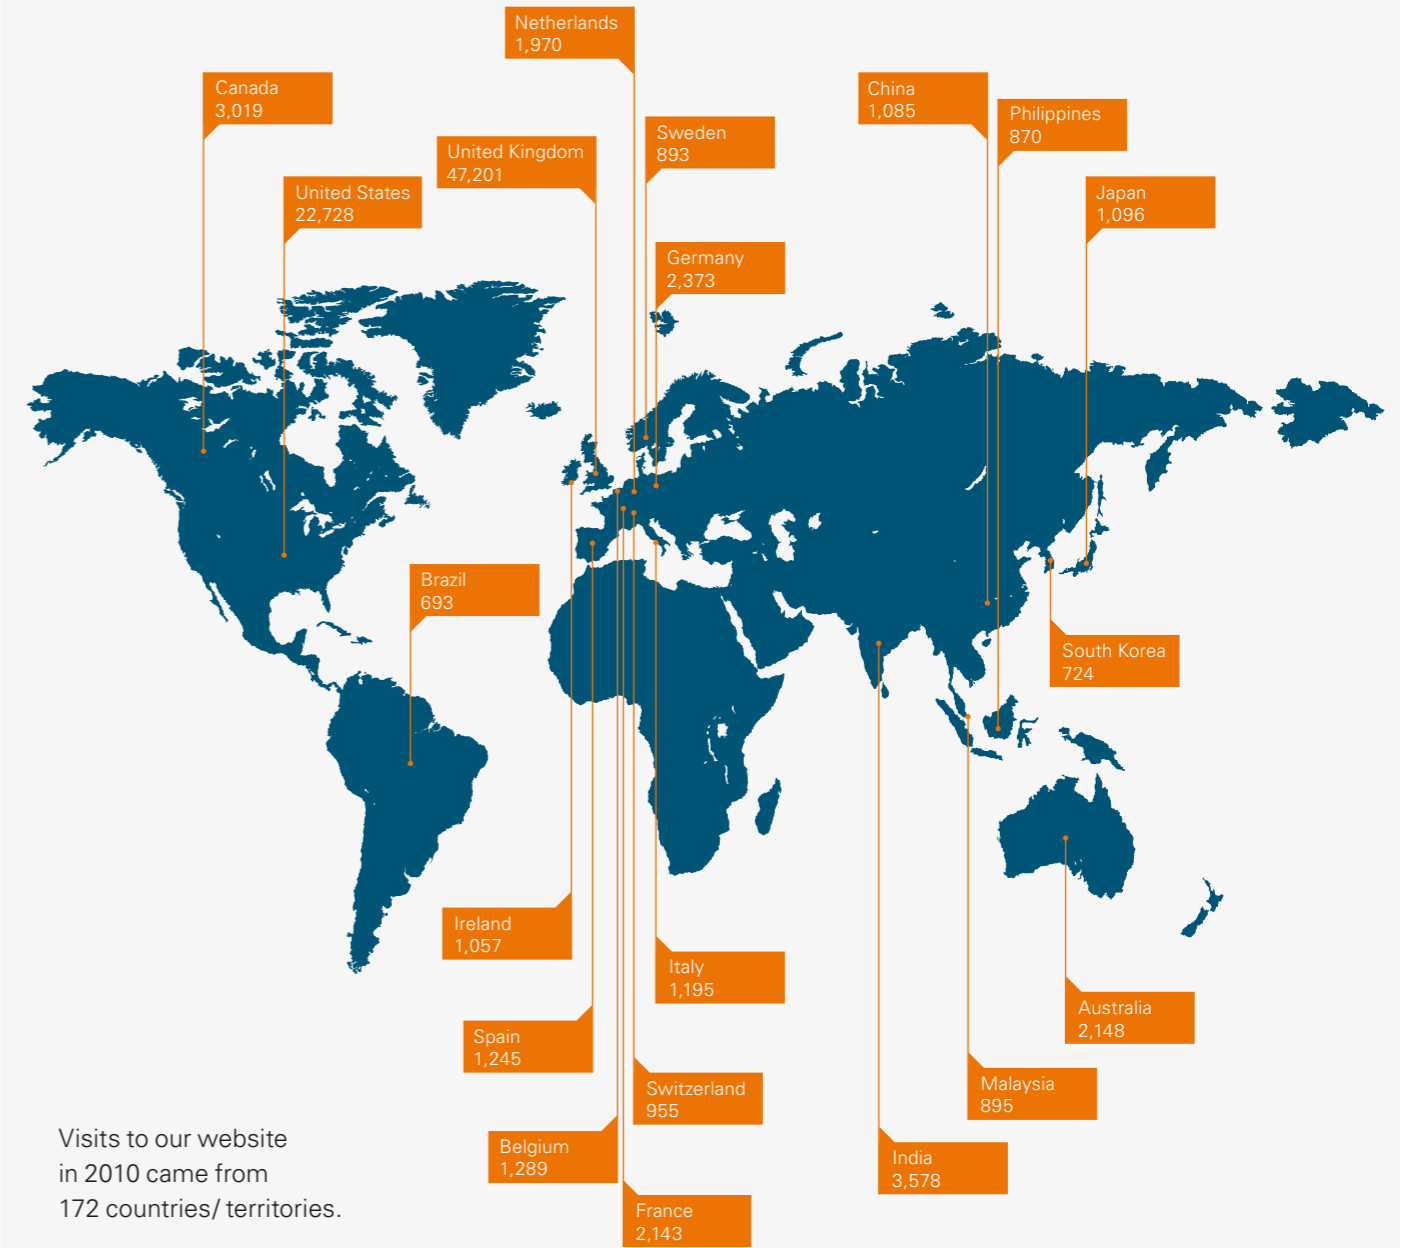 Netherlands
1,970
Canada
3,019
China
1,085
Philippines
870
Sweden
893
United Kingdom
47,201
United States
22,728
Japan
1,096
Germany
2,373
Brazil
693
South Korea
724
Ireland
1,057
Italy
1,195
Australia
2,148
Spain
1,245
Malaysia
895
Switzerland
955
Belgium
1,289
India
3,578
France
2,143
Visits to our website
in 2010 came from
172 countries/ territories.